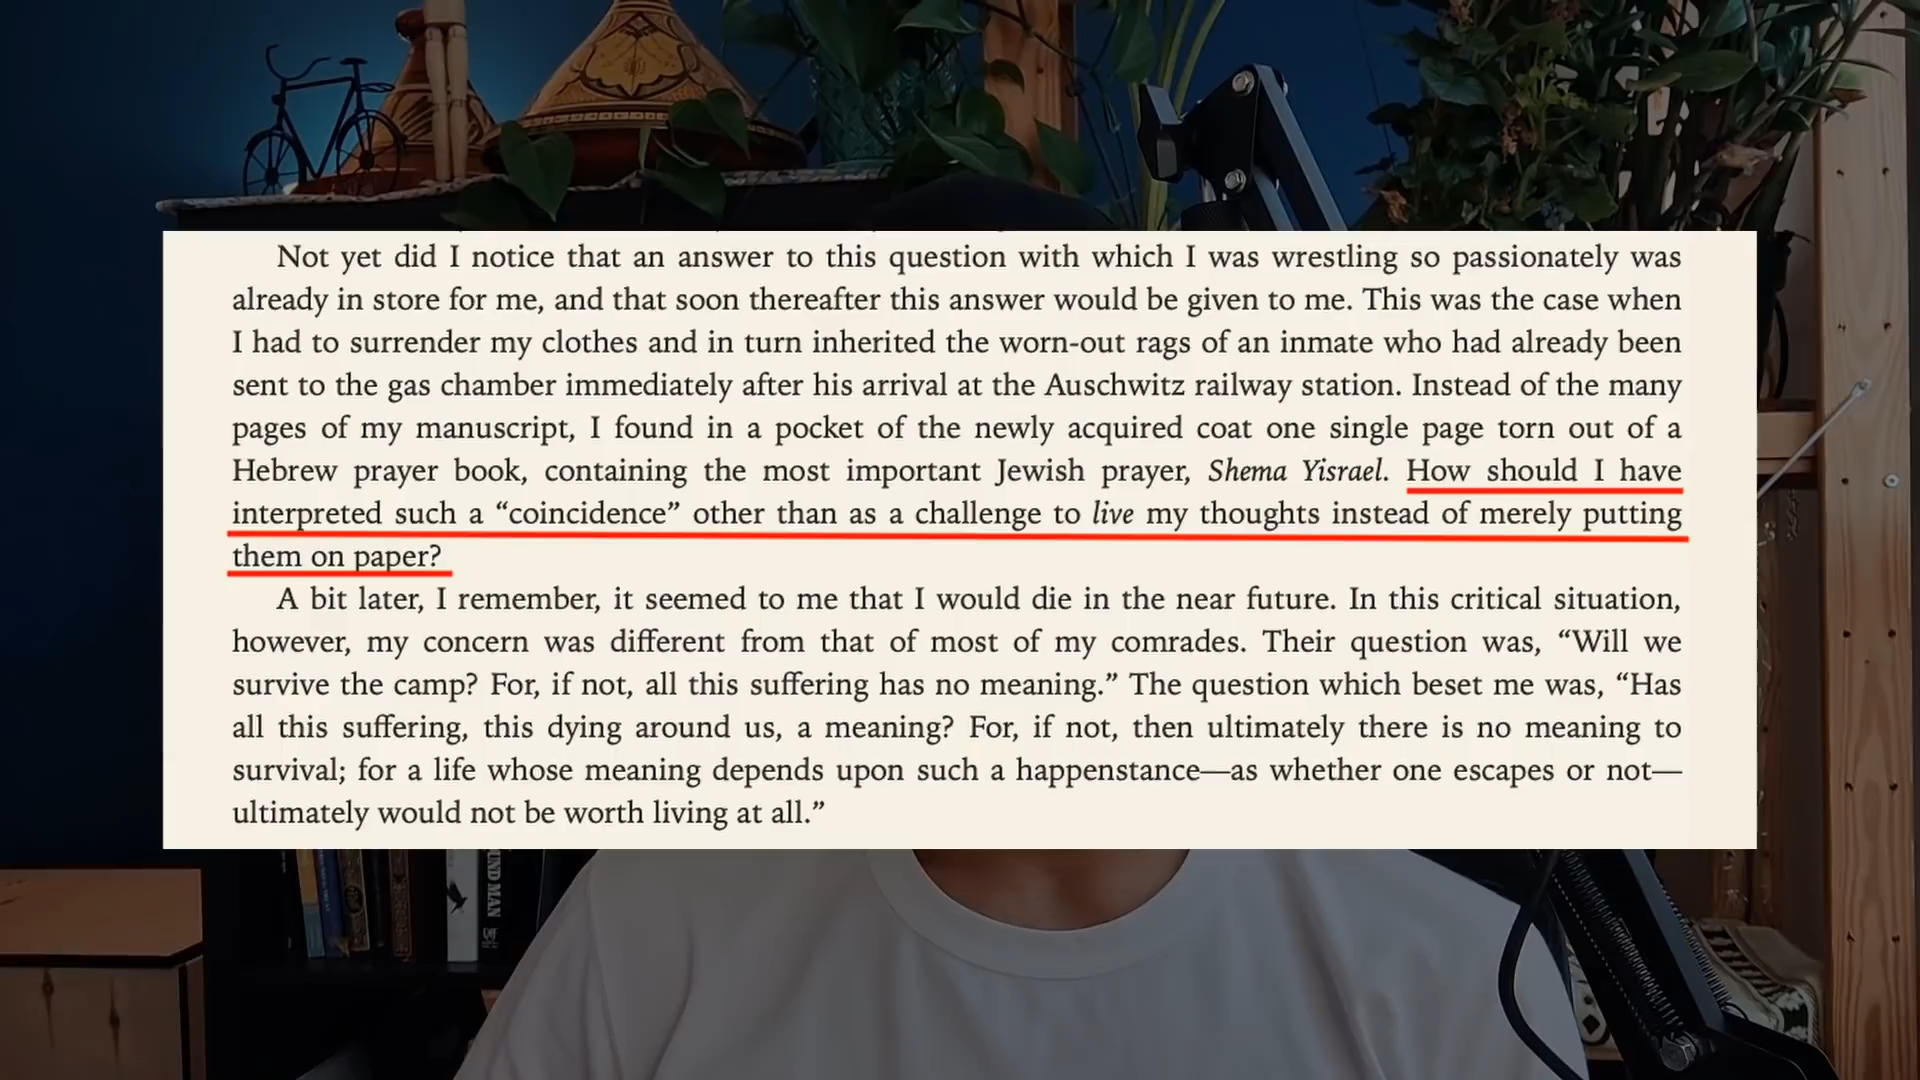 Not yet did I notice that an answer to this question with which I was wrestling so passionately was
already in store for me, and that soon thereafter this answer would be given to me. This was the case when
I had to surrender my clothes and in turn inherited the worn-out rags of an inmate who had already been
sent to the gas chamber immediately after his arrival at the Auschwitz railway station. Instead of the many
pages of my manuscript, I found in a pocket of the newly acquired coat one single page torn out of a
Hebrew prayer book, containing the most important Jewish prayer, Shema Yisrael. How should I have
interpreted such a “coincidence” other than as a challenge to live my thoughts instead of merely putting
them on paper?
A bit later, I remember, it seemed to me that I would die in the near future. In this critical situation,
however, my concern was different from that of most of my comrades. Their question was, “Will we
survive the camp? For, if not, all this suffering has no meaning.” The question which beset me was, “Has
all this suffering, this dying around us, a meaning? For, if not, then ultimately there is no meaning to
survival; for a life whose meaning depends upon such a happenstance—as whether one escapes or not—
ultimately would not be worth living at all.”
MAN